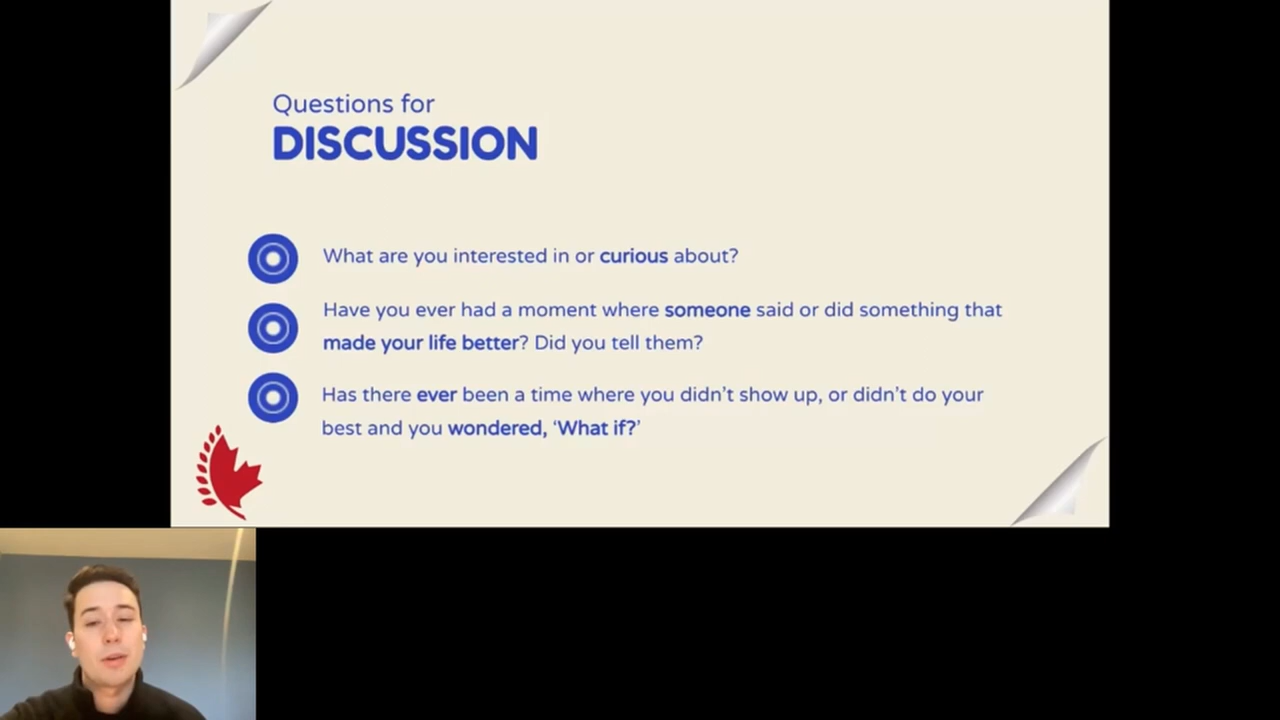 Questions for
DISCUSSION
What are you interested in or curious about?
Have you ever had a moment where someone said or did something that
made your life better? Did you tell them?
Has there ever been a time where you didn’t show up, or didn’t do your
best and you wondered, ‘What if?’